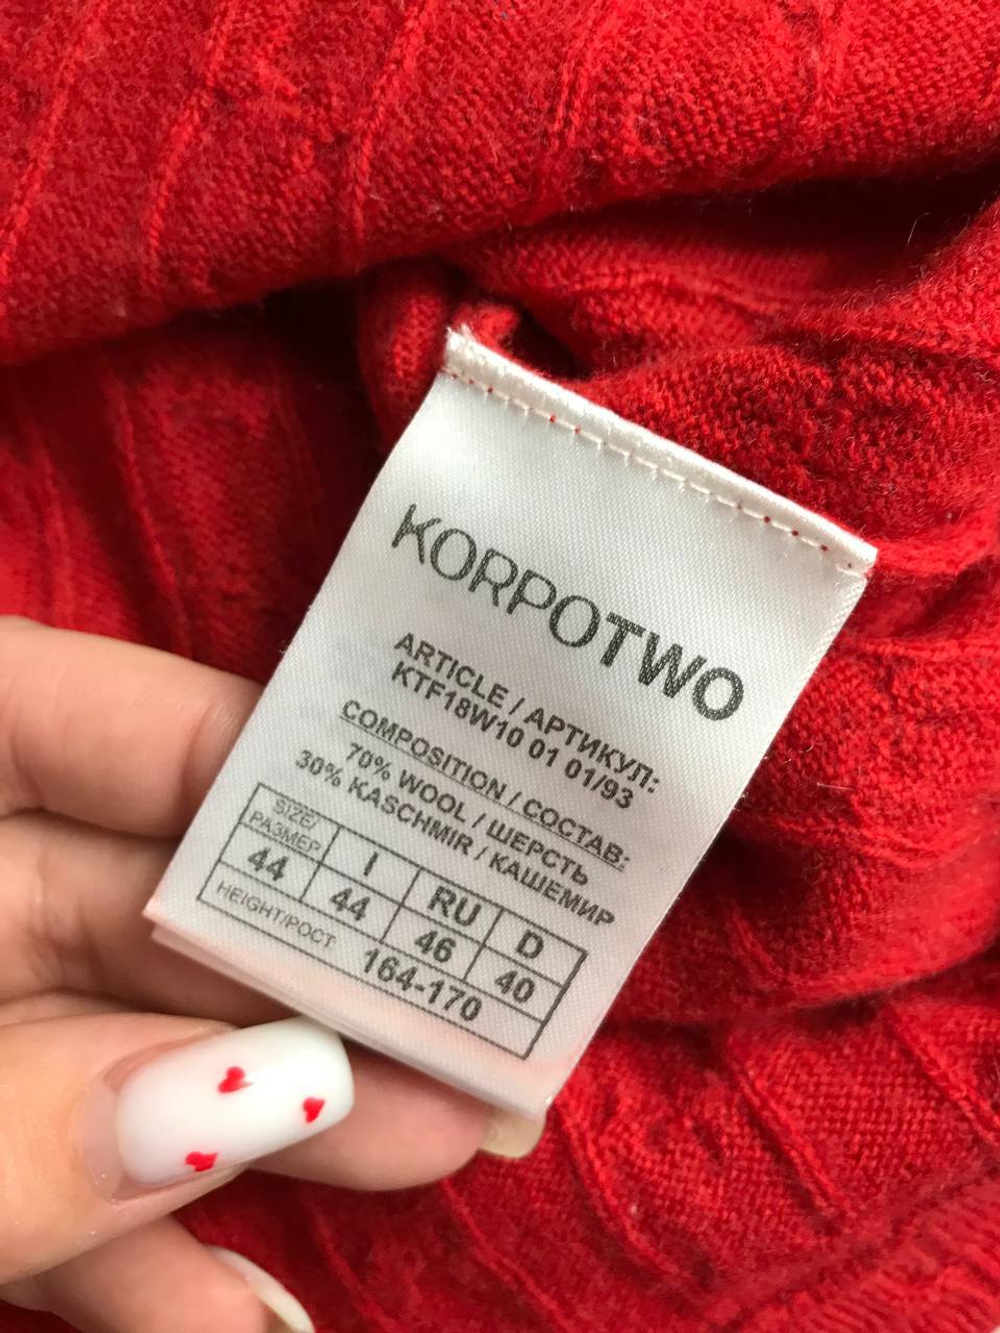 KORPOTWO
ARTICLE / АРТИКУЛ:
KTF18W10 01 01/93
COMPOSITION / СОСТАВ:
70% WOOL / ШЕРСТЬ
30% KASCHMIR / КАШЕМИР
SIZE/
РАЗМЕР I RU D
44 44 46 40
HEIGHT/РОСТ 164-170